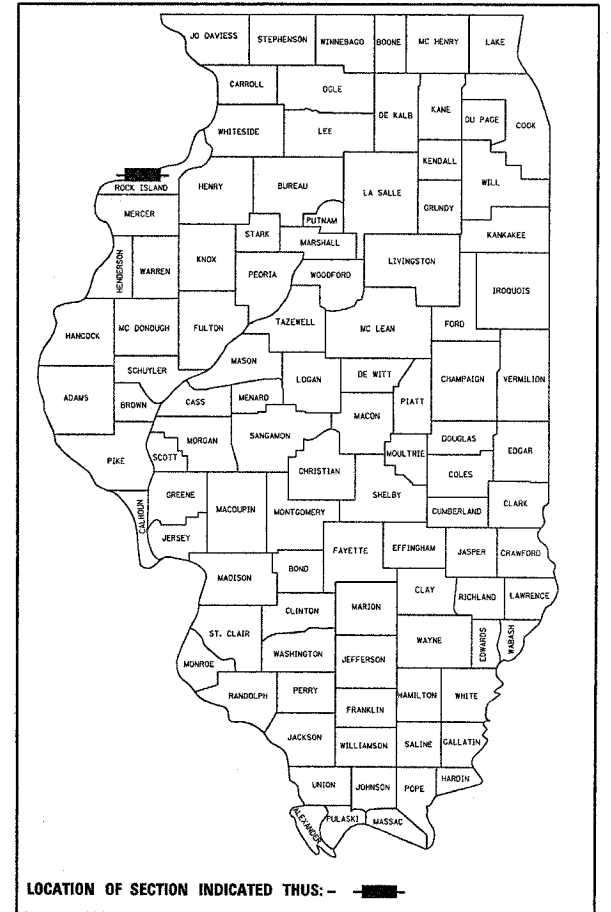 JO DAVIESS STEPHENSON WINNEBAGO BOONE MC HENRY LAKE
CARROLL OGLE
DE KALB KANE DU PAGE COOK
WHITESIDE LEE
KENDALL WILL
ROCK ISLAND HENRY BUREAU LA SALLE GRUNDY
MERCER PUTNAM
STARK MARSHALL KANKAKEE
HENDERSON WARREN KNOX PEORIA WOODFORD LIVINGSTON
IROQUOIS
HANCOCK MC DONOUGH FULTON TAZEWELL MC LEAN FORD
SCHUYLER MASON
ADAMS BROWN CASS MENARD LOGAN DE WITT PIATT CHAMPAIGN VERMILION
MACON
PIKE SCOTT MORGAN SANGAMON MOULTRIE DOUGLAS EDGAR
CHRISTIAN COLES
SHELBY
CALHOUN GREENE MACOUPIN MONTGOMERY CUMBERLAND CLARK
JERSEY
FAYETTE EFFINGHAM JASPER CRAWFORD
MADISON BOND
CLAY RICHLAND LAWRENCE
CLINTON MARION
ST. CLAIR WAYNE EDWARDS WABASH
WASHINGTON JEFFERSON
MONROE
RANDOLPH PERRY HAMILTON WHITE
FRANKLIN
JACKSON WILLIAMSON SALINE GALLATIN
HARDIN
UNION JOHNSON POPE
ALEXANDER PULASKI MASSAC
LOCATION OF SECTION INDICATED THUS: -